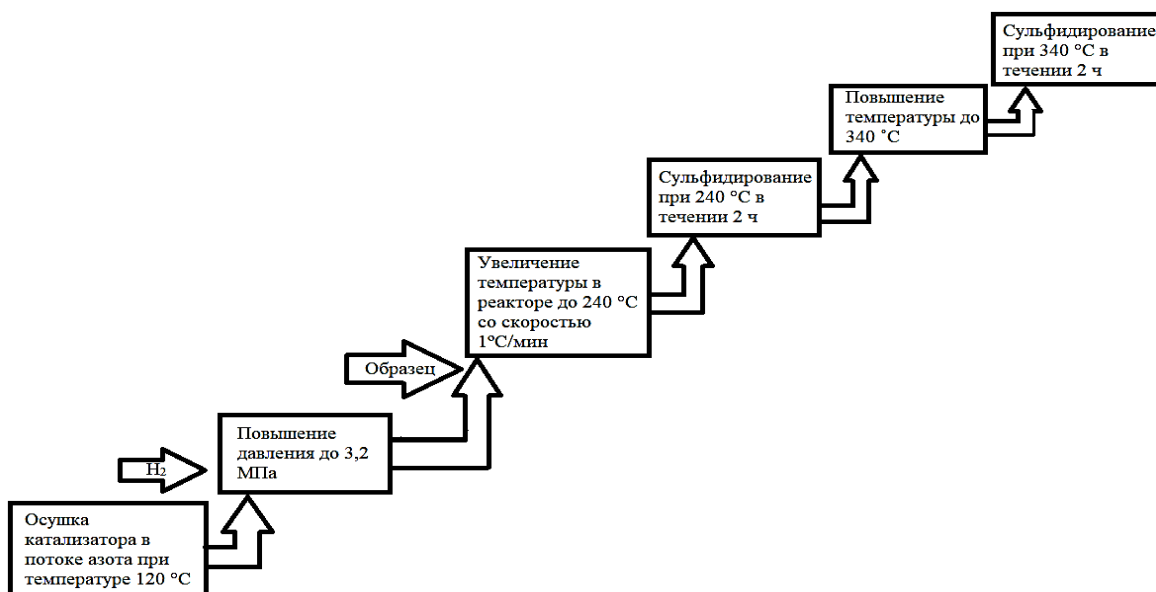 Сульфидирование
при 340 °C в
течении 2 ч
Повышение
температуры до
340 ˚C
Сульфидирование
при 240 °C в
течении 2 ч
Увеличение
температуры в
реакторе до 240 °C
со скоростью
1ºC/мин
Образец
Повышение
давления до 3,2
МПа
H₂
Осушка
катализатора в
потоке азота при
температуре 120 °C